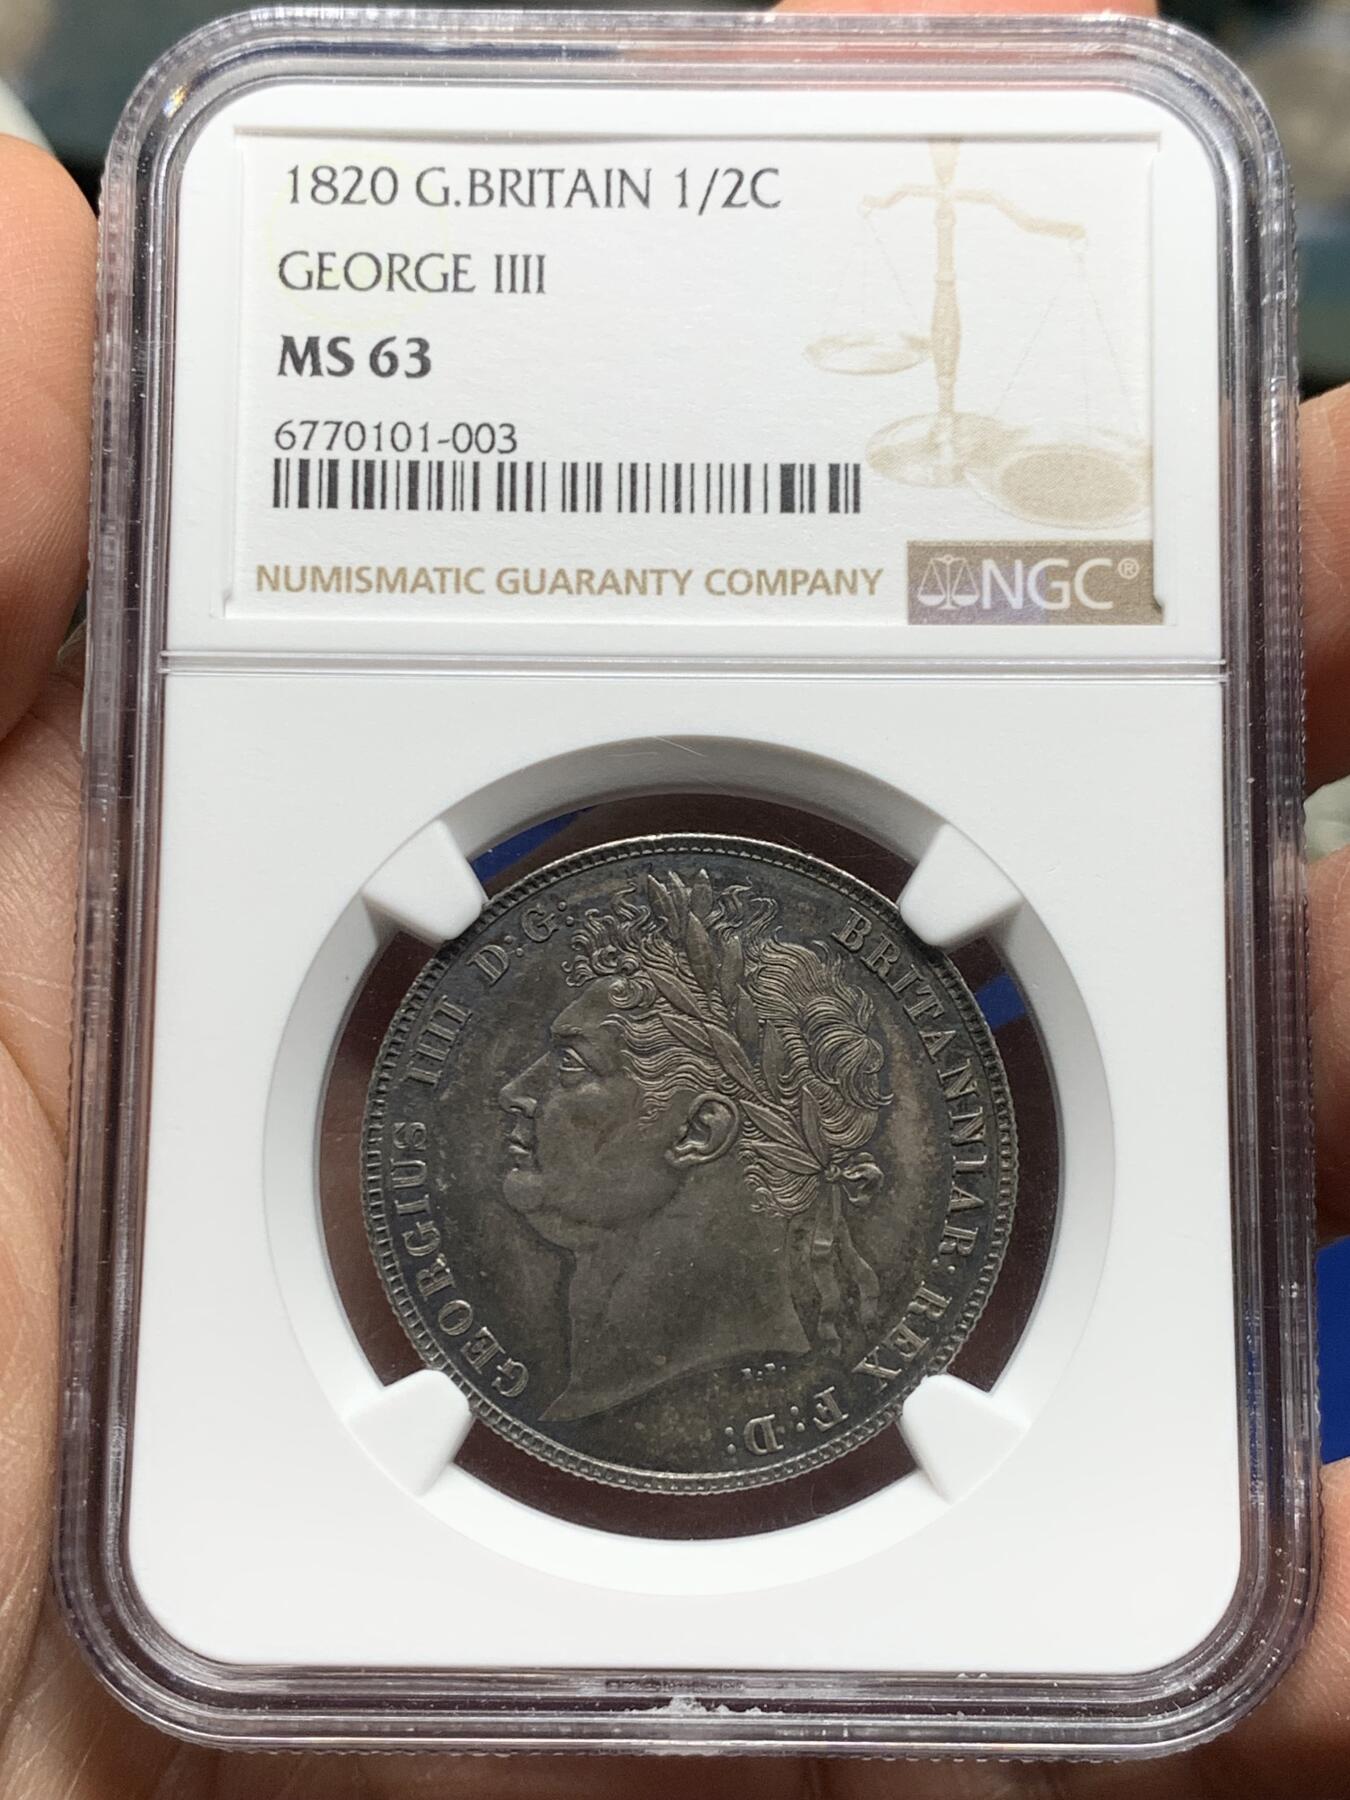 1820 G.BRITAIN 1/2C
GEORGE IIII
MS 63
6770101-003
NUMISMATIC GUARANTY COMPANY
NGC®
GEORGIUS IIII D:G: BRITANNIAR: REX F:D:
B.P.